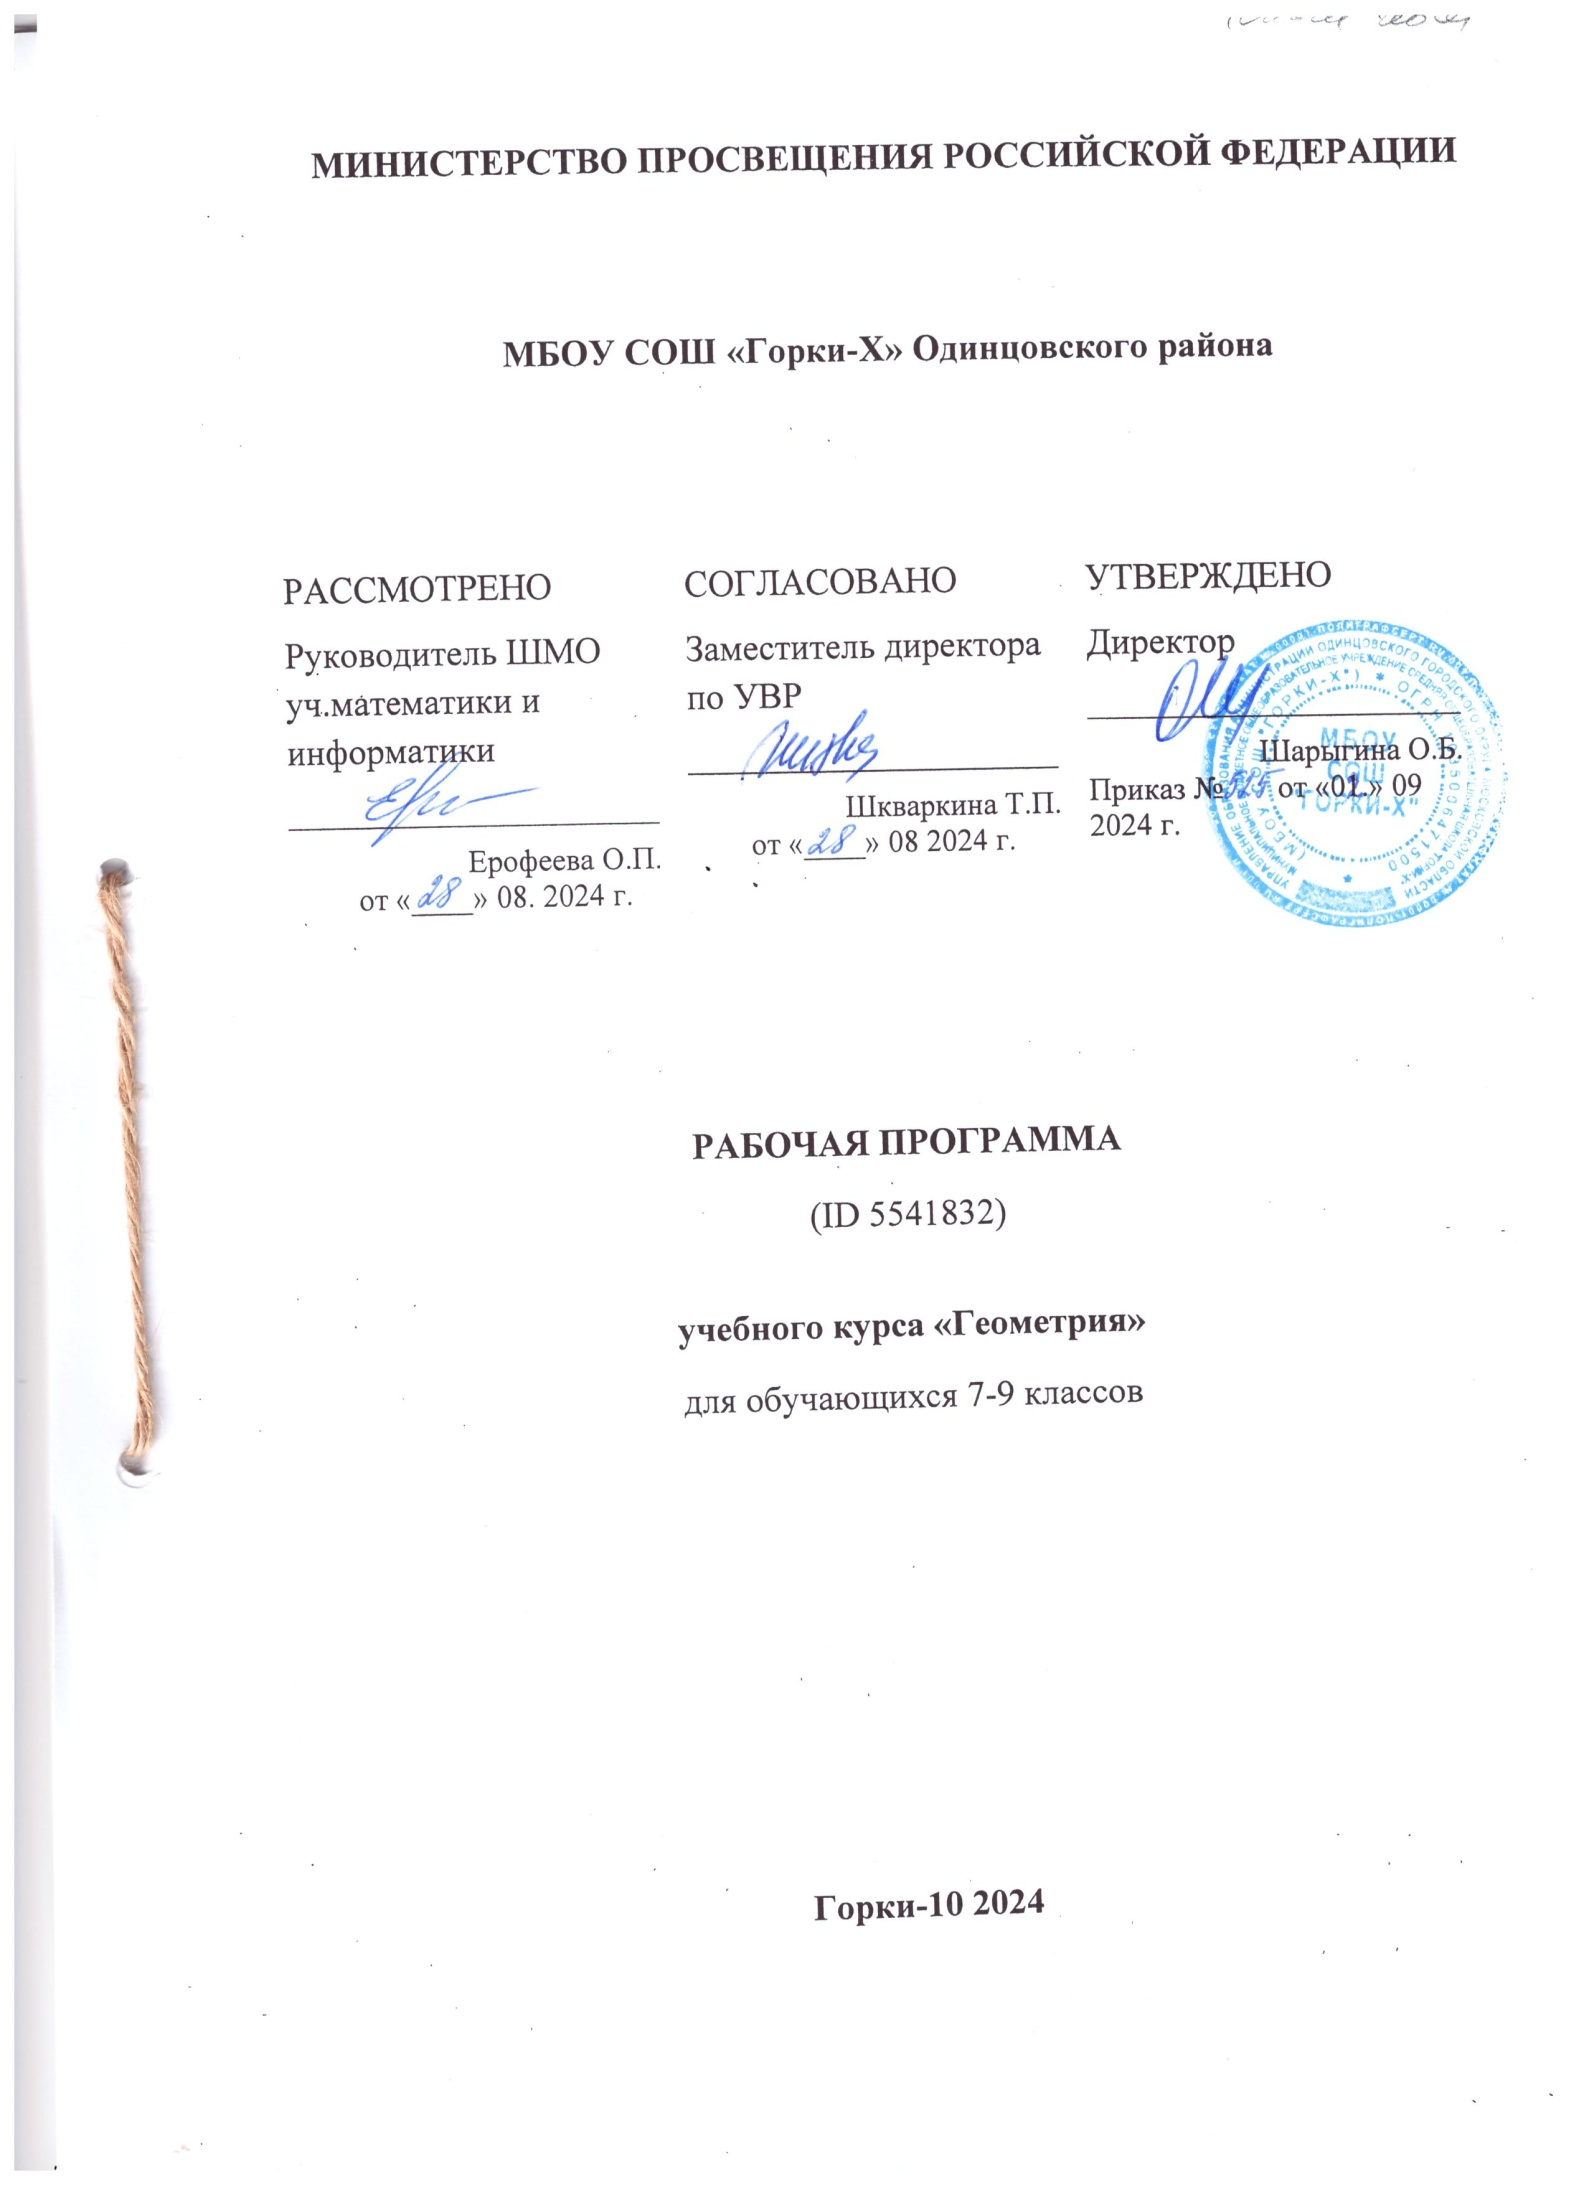 МИНИСТЕРСТВО ПРОСВЕЩЕНИЯ РОССИЙСКОЙ ФЕДЕРАЦИИ
МБОУ СОШ «Горки-Х» Одинцовского района
РАССМОТРЕНО
Руководитель ШМО
уч.математики и
информатики
Ерофеева О.П.
от «28» 08. 2024 г.
СОГЛАСОВАНО
Заместитель директора
по УВР
Шкваркина Т.П.
от «28» 08 2024 г.
УТВЕРЖДЕНО
Директор
Шарыгина О.Б.
Приказ №525 от « .» 09
2024 г.
МБОУ
СОШ
"ГОРКИ-Х"
РАБОЧАЯ ПРОГРАММА
(ID 5541832)
учебного курса «Геометрия»
для обучающихся 7-9 классов
Горки-10 2024